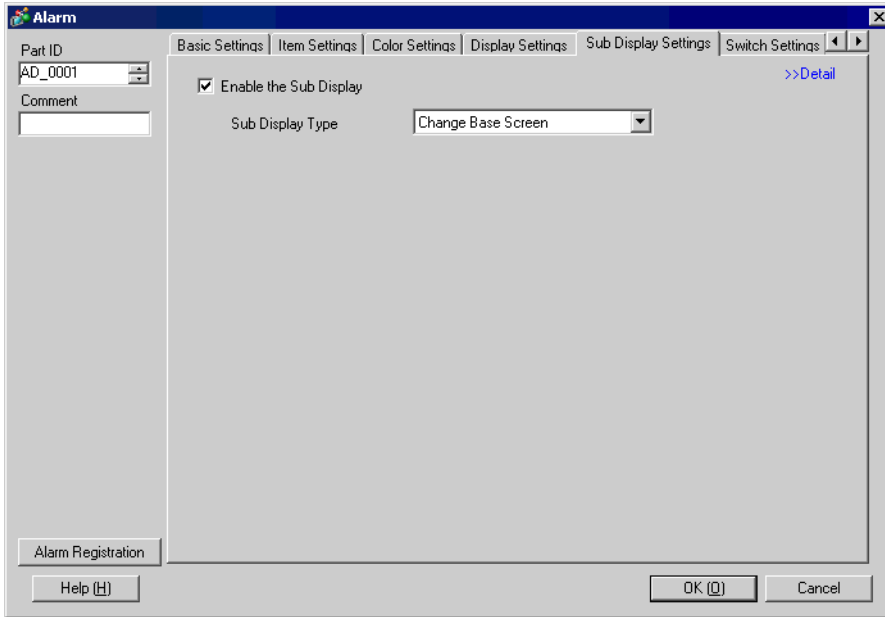 Alarm
Part ID
AD_0001
Comment
Basic Settings Item Settings Color Settings Display Settings Sub Display Settings Switch Settings
>>Detail
Enable the Sub Display
Sub Display Type Change Base Screen
Alarm Registration
Help (H) OK (O) Cancel